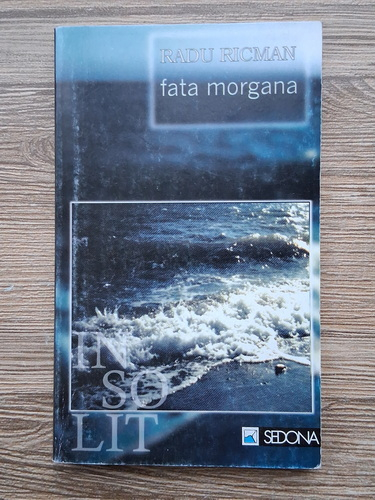 RADU RICMAN
fata morgana
IN
SO
LIT
SEDONA